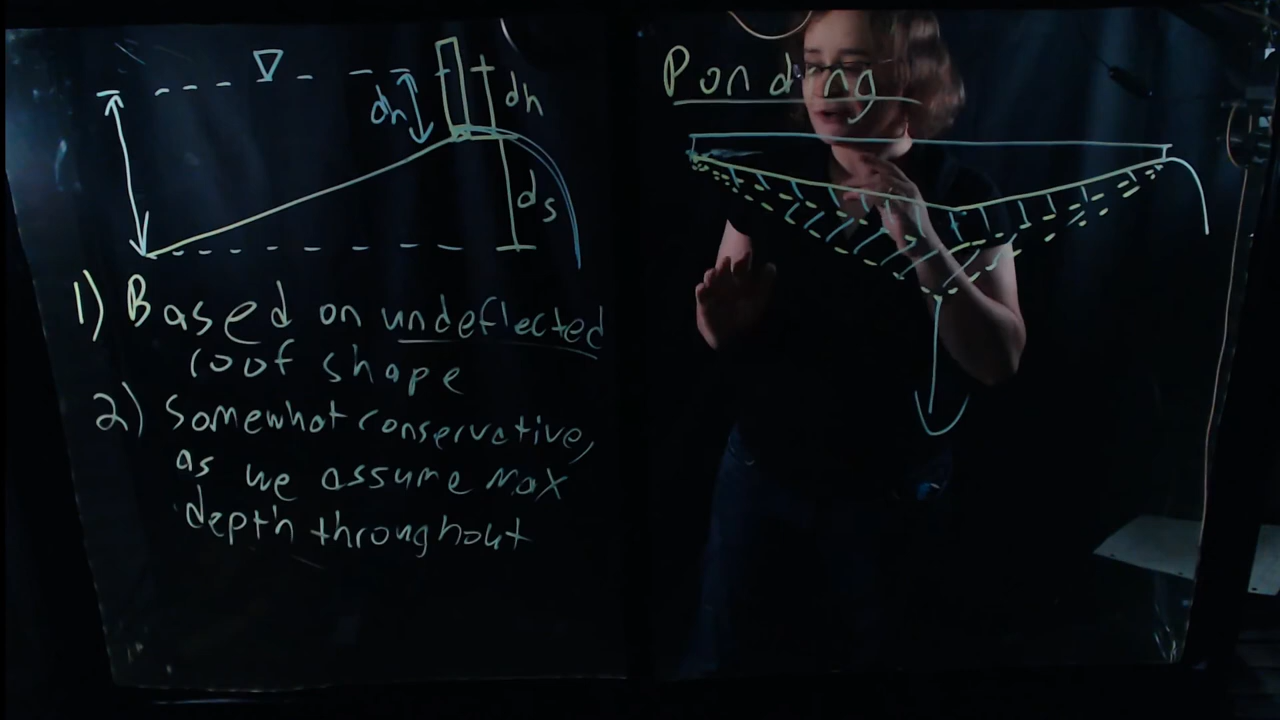 dh
dh
ds
1) Based on undeflected
roof shape
2) Somewhat conservative,
as we assume max
depth throughout
Ponding